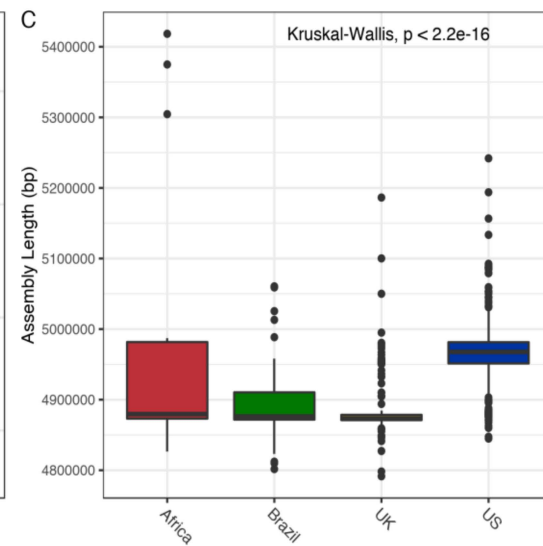 C
Kruskal-Wallis, p < 2.2e-16
5400000
5300000
5200000
5100000
5000000
4900000
4800000
Assembly Length (bp)
Africa
Brazil
UK
US